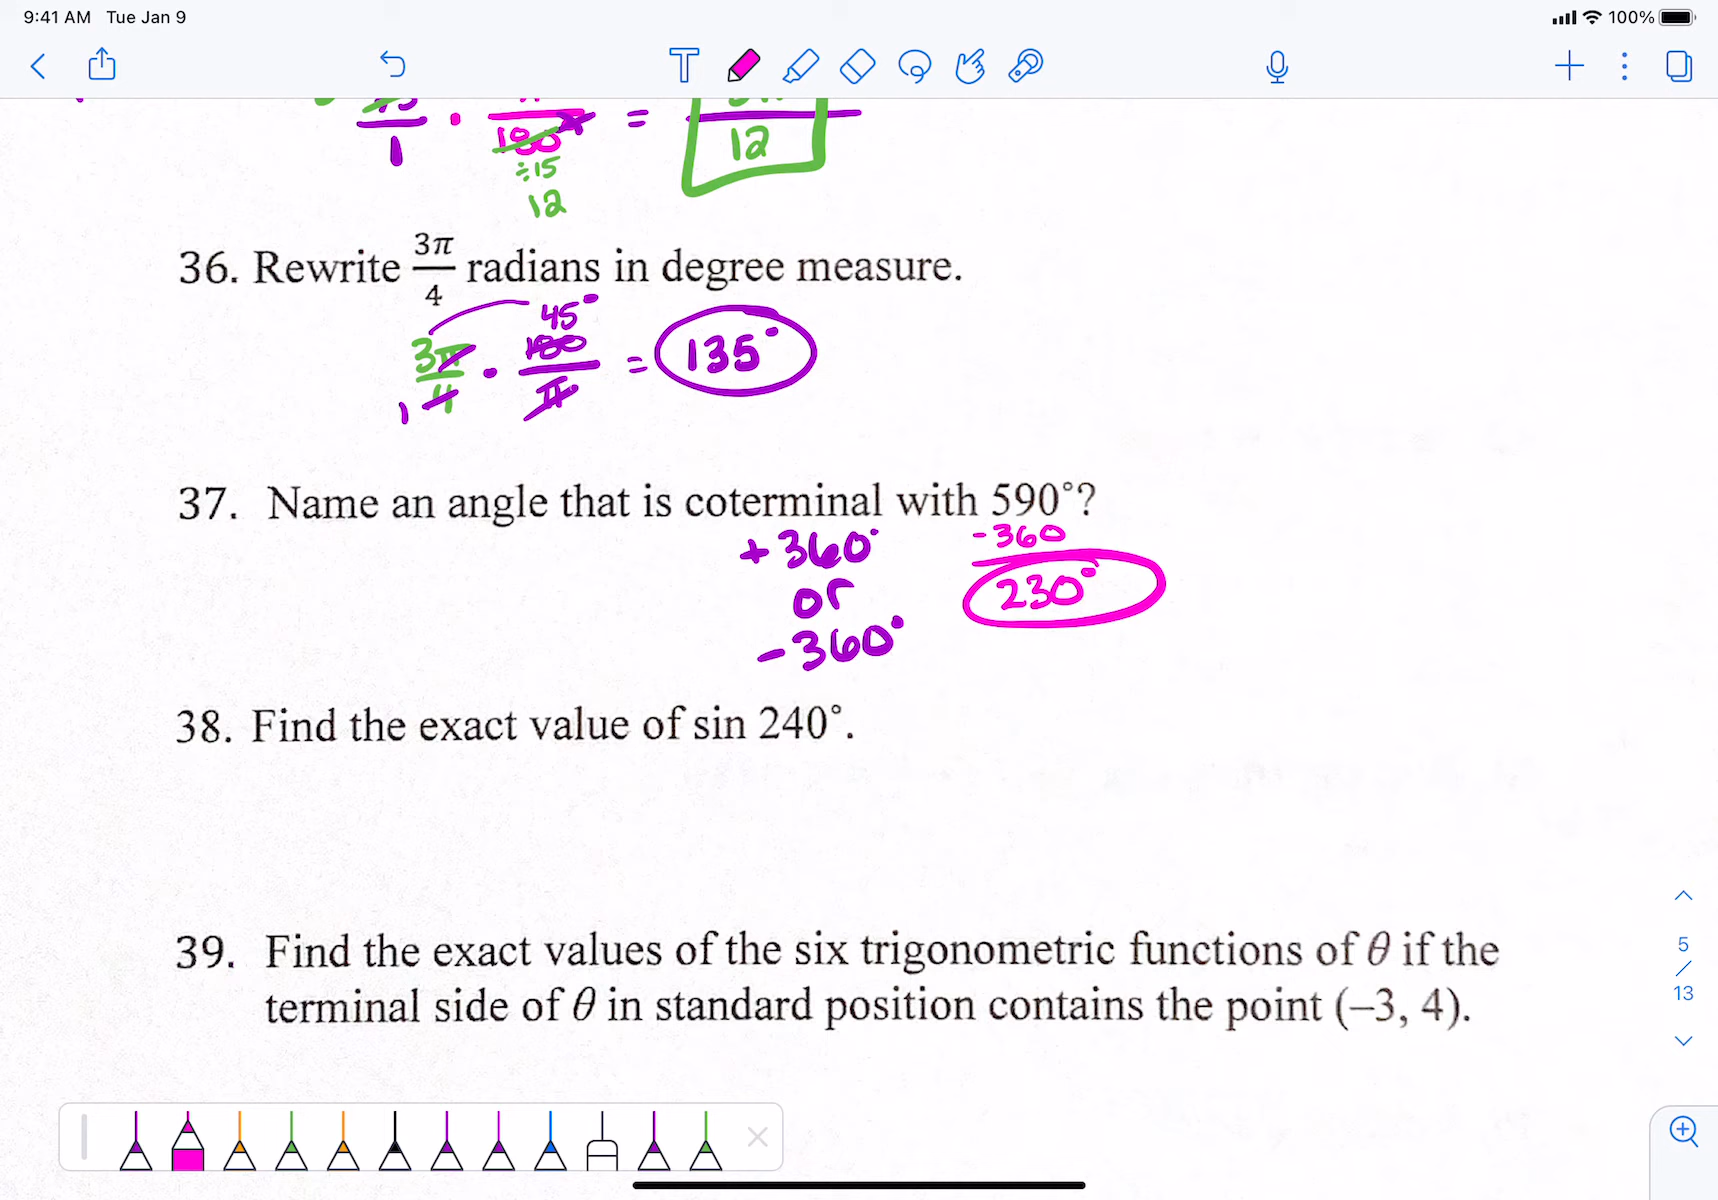 9:41 AM Tue Jan 9
100%
1 · 180 =
12
÷15
12
36. Rewrite 3π/4 radians in degree measure.
45°
3π/4 · 180/π = 135°
1
37. Name an angle that is coterminal with 590°?
+360°
-360
or
230°
-360°
38. Find the exact value of sin 240°.
39. Find the exact values of the six trigonometric functions of θ if the
terminal side of θ in standard position contains the point (–3, 4).
5
/
13